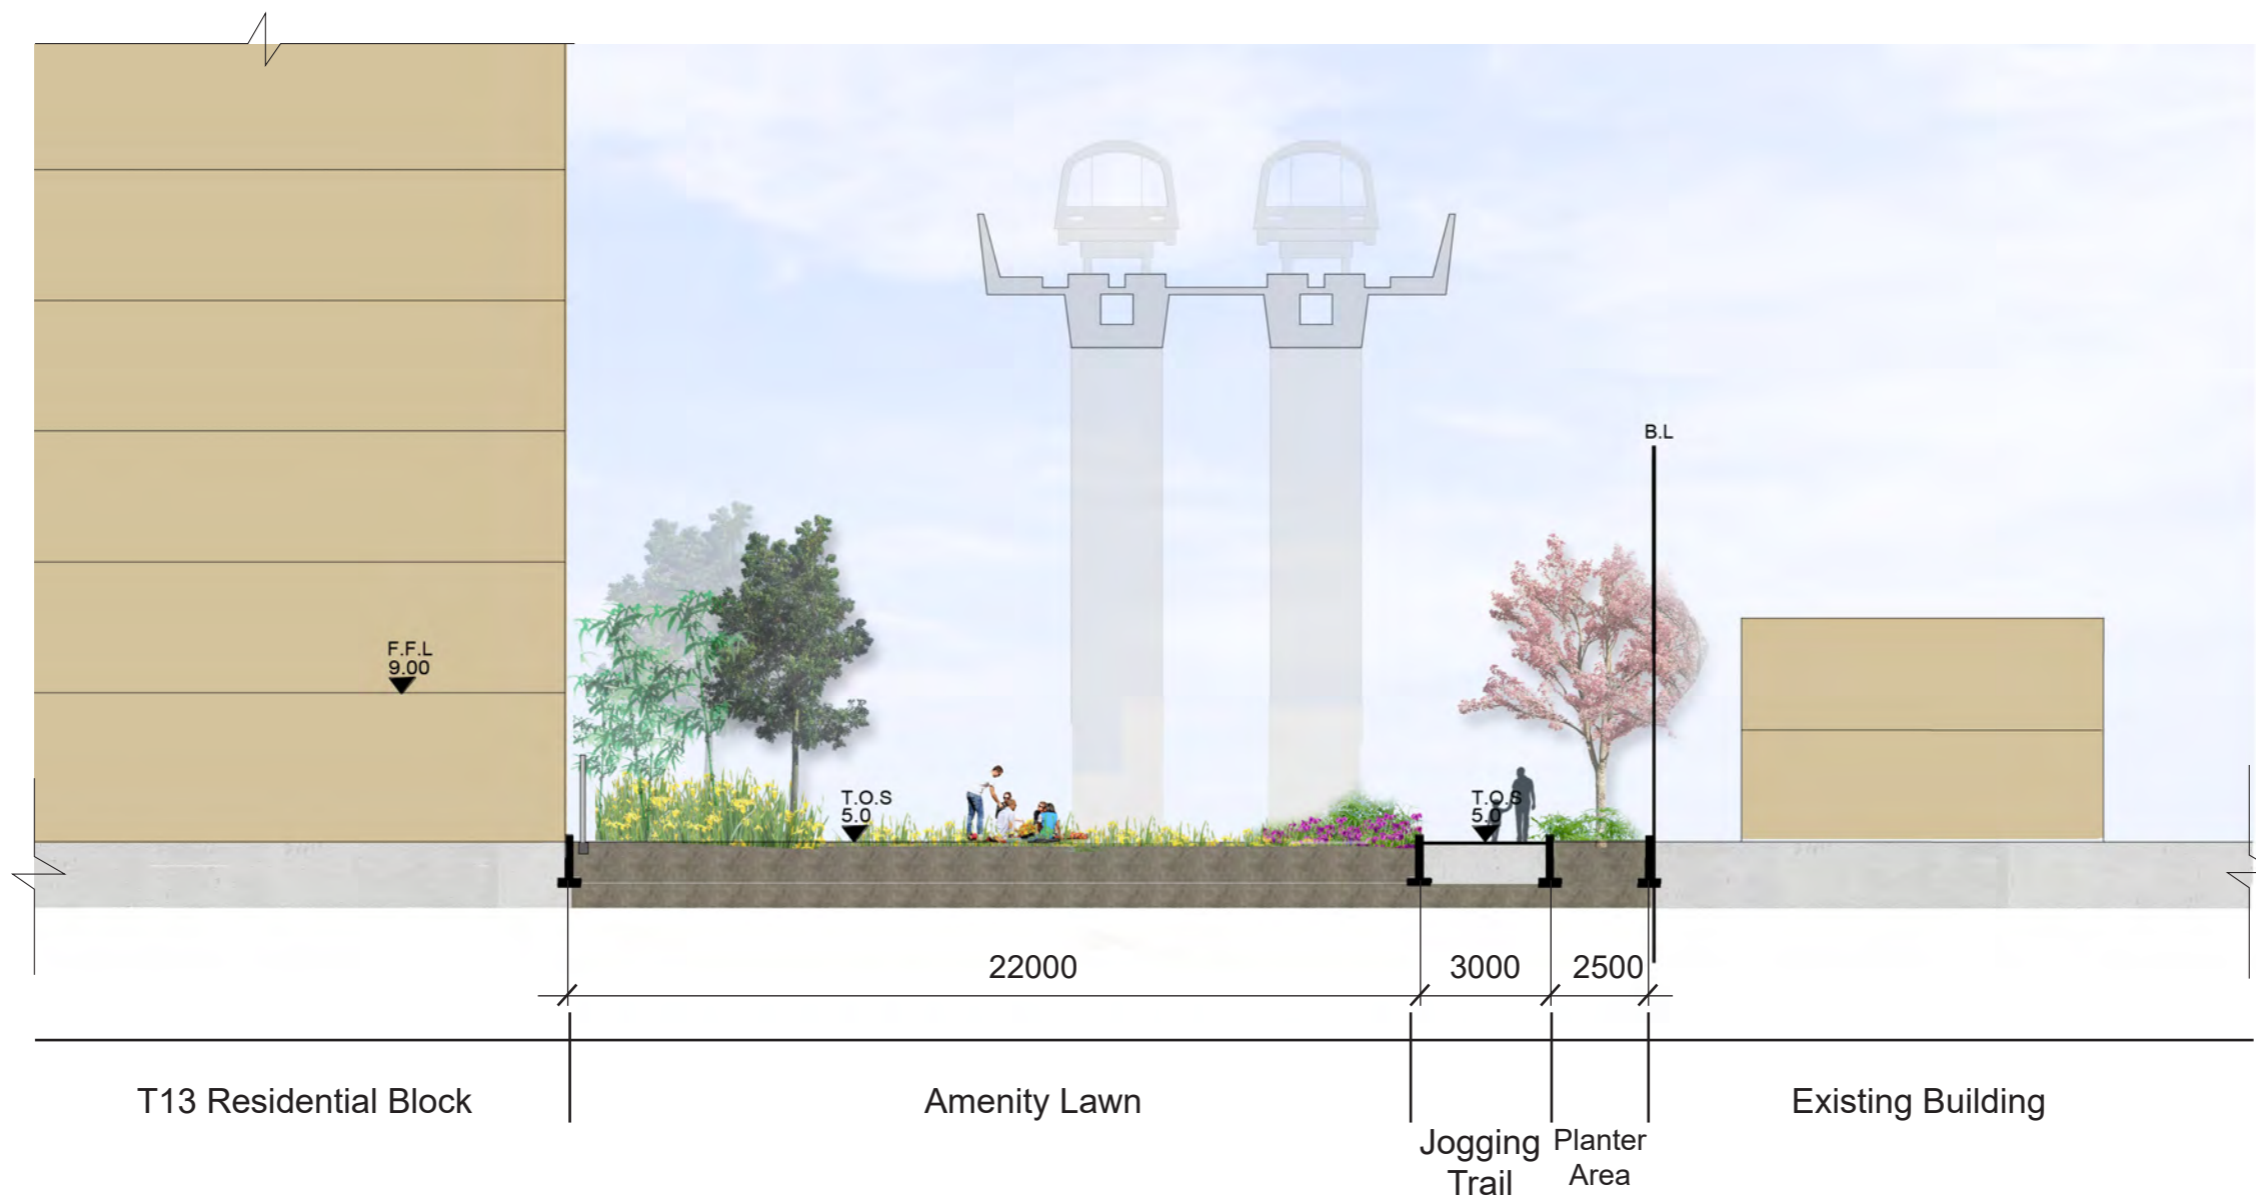 B.L
F.F.L
9.00
T.O.S
5.0
T.O.S
5.0
22000
3000
2500
T13 Residential Block
Amenity Lawn
Jogging
Trail
Planter
Area
Existing Building